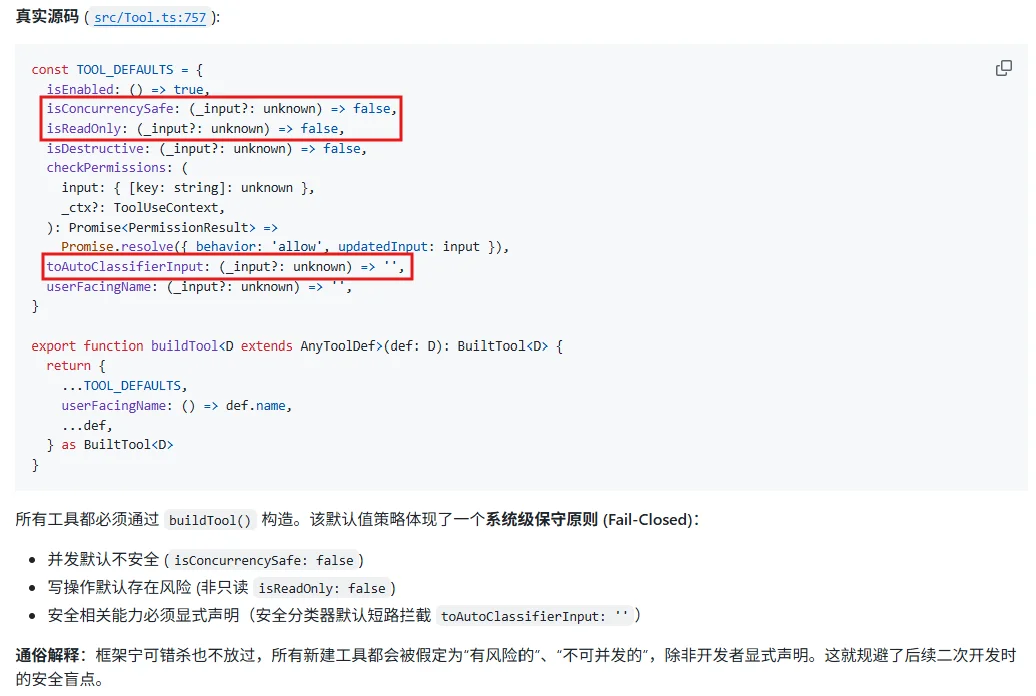 真实源码 ( src/Tool.ts:757 ):
const TOOL_DEFAULTS = {
  isEnabled: () => true,
  isConcurrencySafe: (_input?: unknown) => false,
  isReadOnly: (_input?: unknown) => false,
  isDestructive: (_input?: unknown) => false,
  checkPermissions: (
    input: { [key: string]: unknown },
    _ctx?: ToolUseContext,
  ): Promise<PermissionResult> =>
    Promise.resolve({ behavior: 'allow', updatedInput: input }),
  toAutoClassifierInput: (_input?: unknown) => '',
  userFacingName: (_input?: unknown) => '',
}
export function buildTool<D extends AnyToolDef>(def: D): BuiltTool<D> {
  return {
    ...TOOL_DEFAULTS,
    userFacingName: () => def.name,
    ...def,
  } as BuiltTool<D>
}
所有工具都必须通过 buildTool() 构造。该默认值策略体现了一个系统级保守原则 (Fail-Closed)：
• 并发默认不安全 ( isConcurrencySafe: false )
• 写操作默认存在风险 (非只读 isReadOnly: false )
• 安全相关能力必须显式声明（安全分类器默认短路拦截 toAutoClassifierInput: '' ）
通俗解释：框架宁可错杀也不放过，所有新建工具都会被假定为“有风险的”、“不可并发的”，除非开发者显式声明。这就规避了后续二次开发时
的安全盲点。